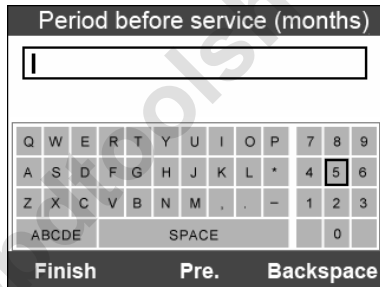 Period before service (months)
Q W E R T Y U I O P 7 8 9
A S D F G H J K L * 4 5 6
Z X C V B N M , . - 1 2 3
ABCDE SPACE 0
Finish Pre. Backspace